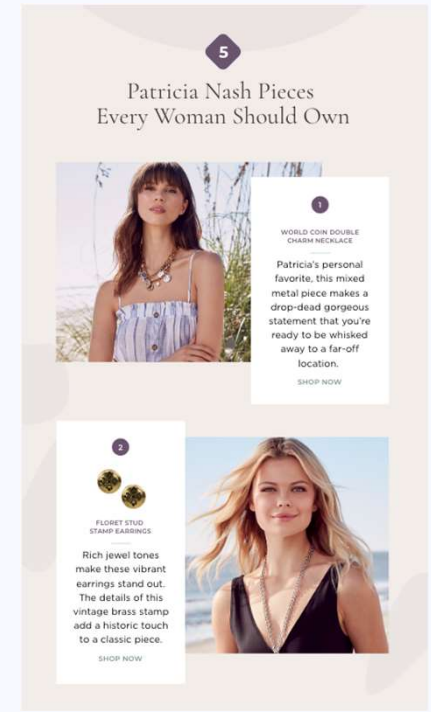 5
Patricia Nash Pieces
Every Woman Should Own
1
WORLD COIN DOUBLE
CHARM NECKLACE
Patricia's personal
favorite, this mixed
metal piece makes a
drop-dead gorgeous
statement that you're
ready to be whisked
away to a far-off
location.
SHOP NOW
2
FLORET STUD
STAMP EARRINGS
Rich jewel tones
make these vibrant
earrings stand out.
The details of this
vintage brass stamp
add a historic touch
to a classic piece.
SHOP NOW